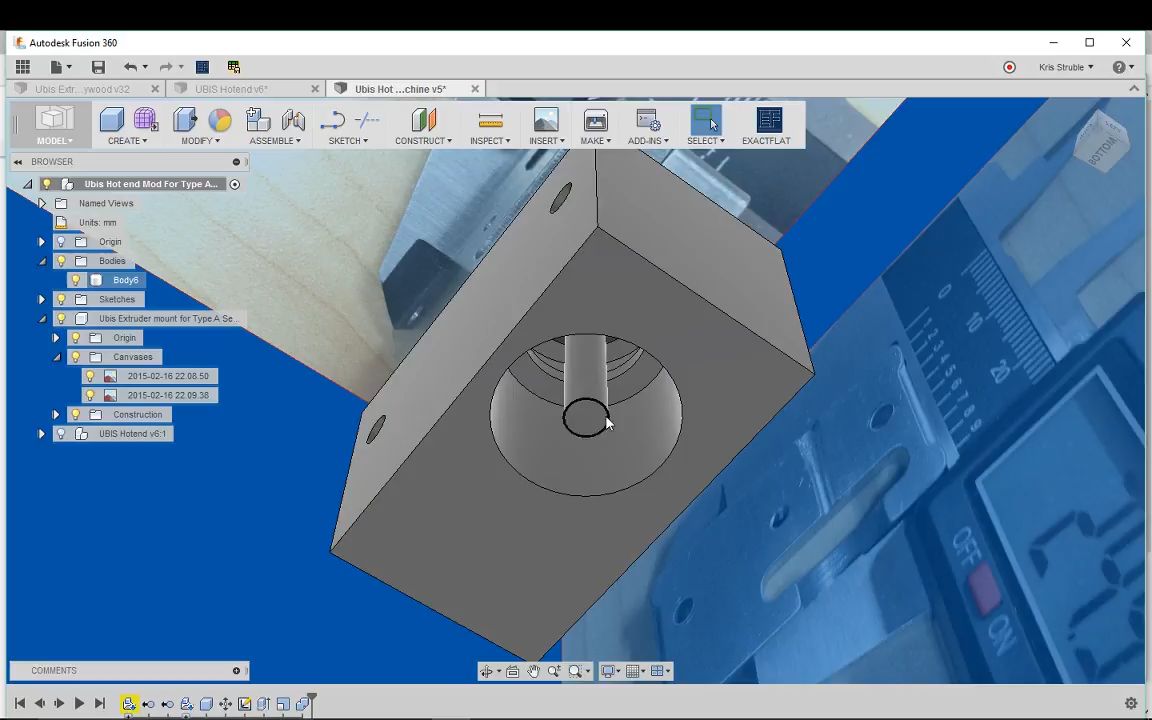 Autodesk Fusion 360
Kris Struble
Ubis Extr...ywood v32
UBIS Hotend v6*
Ubis Hot ...chine v5*
MODEL
CREATE
MODIFY
ASSEMBLE
SKETCH
CONSTRUCT
INSPECT
INSERT
MAKE
ADD-INS
SELECT
EXACTFLAT
BROWSER
Ubis Hot end Mod For Type A...
Named Views
Units: mm
Origin
Bodies
Body6
Sketches
Ubis Extruder mount for Type A Se...
Origin
Canvases
2015-02-16 22.08.50
2015-02-16 22.09.38
Construction
UBIS Hotend v6:1
BOTTOM
0
10
20
OFF
ON
COMMENTS